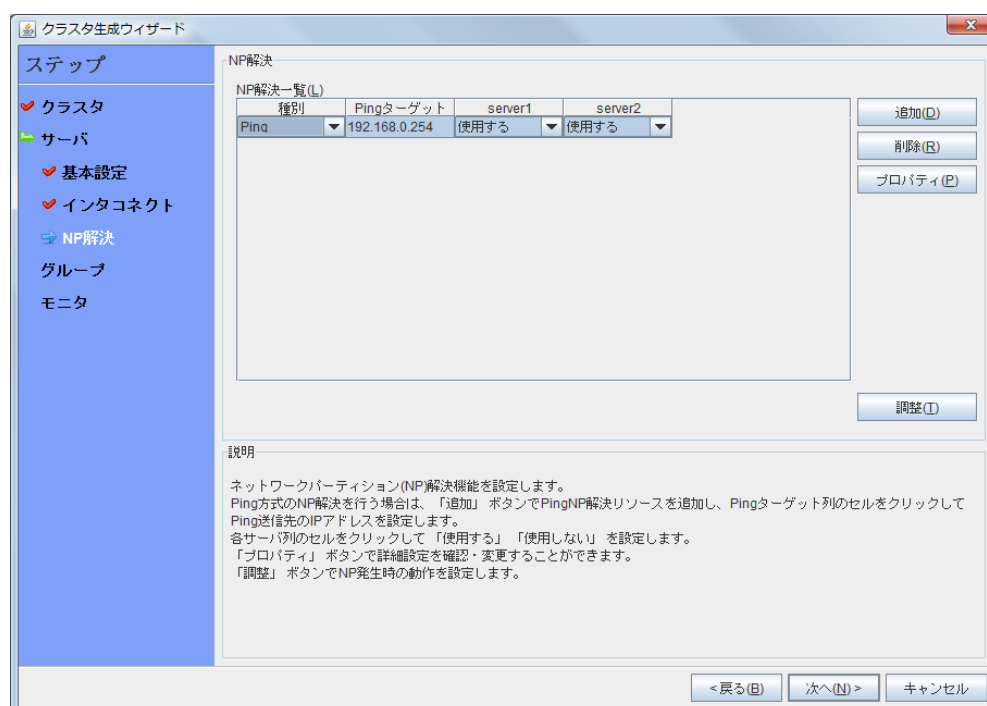 クラスタ生成ウィザード
ステップ
クラスタ
サーバ
基本設定
インタコネクト
NP解決
グループ
モニタ
NP解決
NP解決一覧(L)
種別 Pingターゲット server1 server2
Ping 192.168.0.254 使用する 使用する
追加(D)
削除(R)
プロパティ(P)
調整(T)
説明
ネットワークパーティション(NP)解決機能を設定します。
Ping方式のNP解決を行う場合は、「追加」ボタンでPingNP解決リソースを追加し、Pingターゲット列のセルをクリックして
Ping送信先のIPアドレスを設定します。
各サーバ列のセルをクリックして「使用する」「使用しない」を設定します。
「プロパティ」ボタンで詳細設定を確認・変更することができます。
「調整」ボタンでNP発生時の動作を設定します。
<戻る(B) 次へ(N)> キャンセル